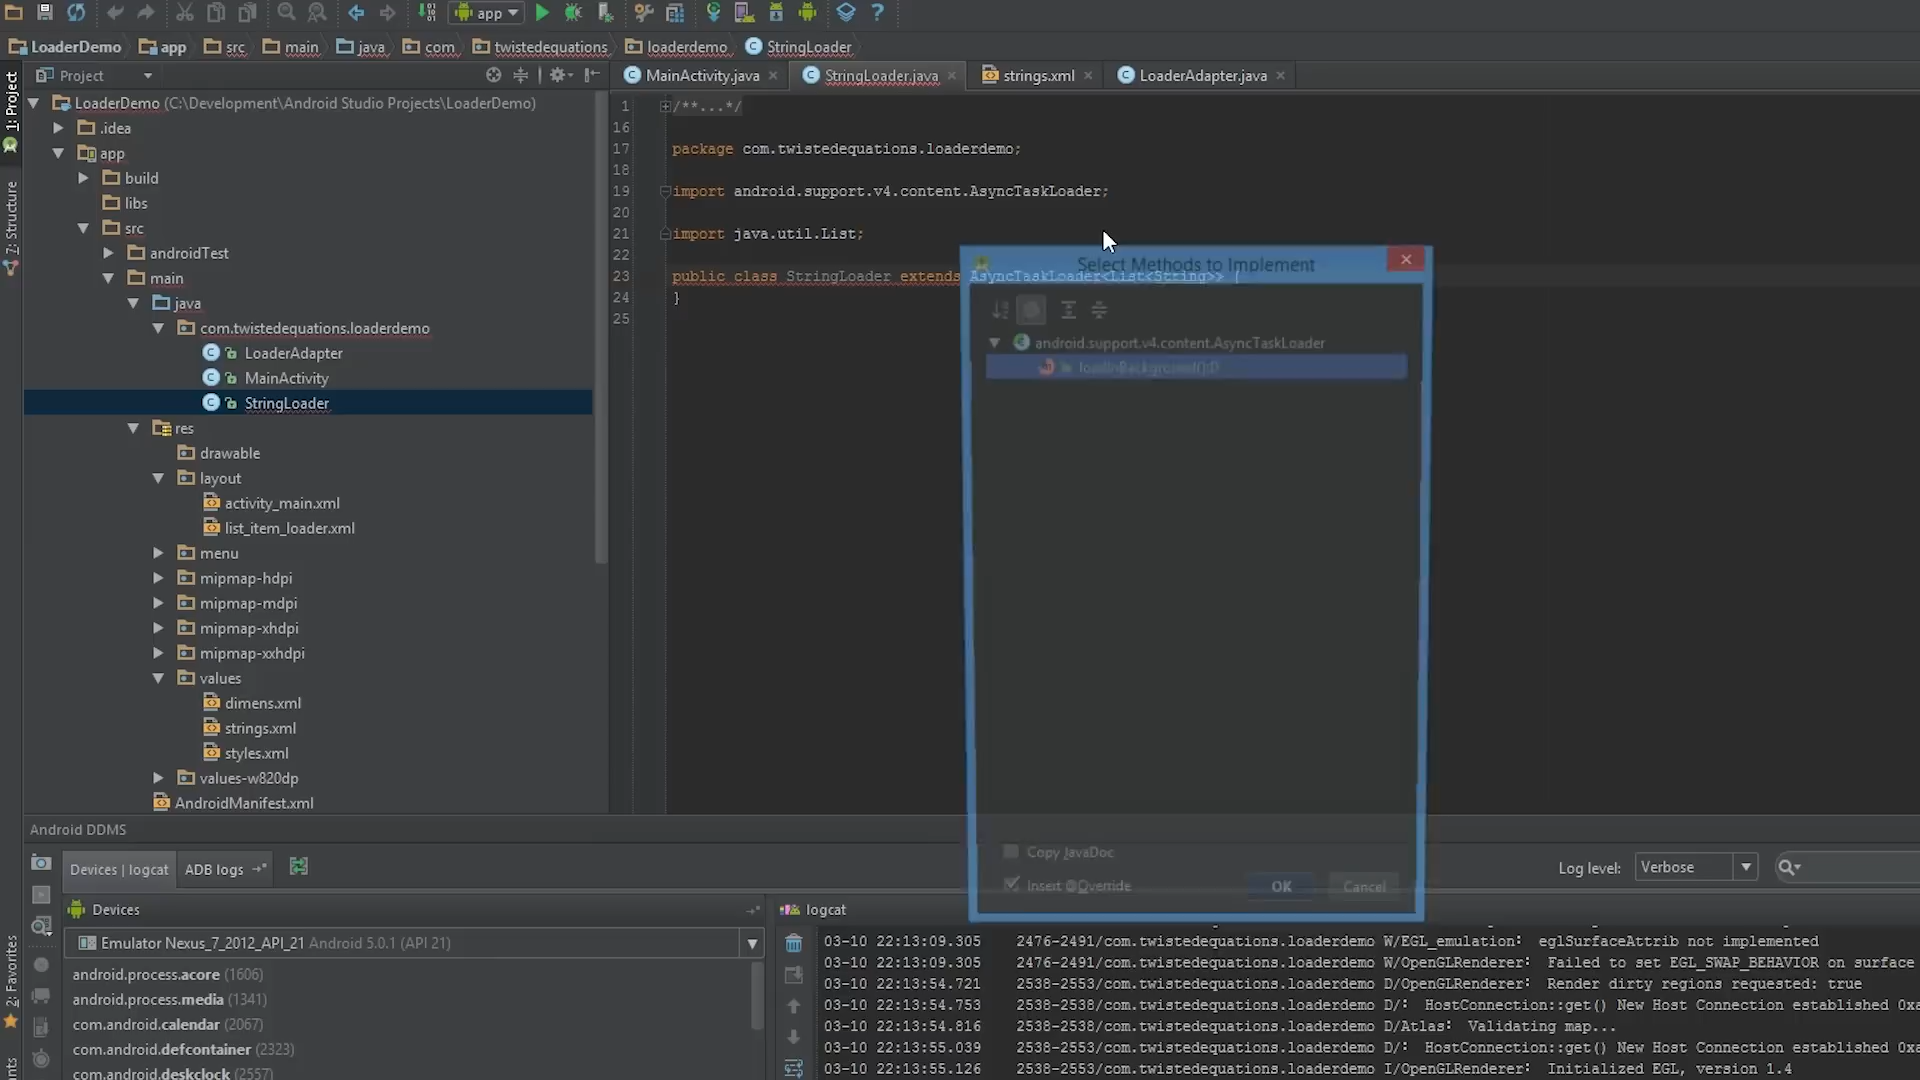 app
LoaderDemo app src main java com twistedequations loaderdemo StringLoader
Project
MainActivity.java StringLoader.java strings.xml LoaderAdapter.java
1: Project
7: Structure
2: Favorites
LoaderDemo (C:\Development\Android Studio Projects\LoaderDemo)
.idea
app
build
libs
src
androidTest
main
java
com.twistedequations.loaderdemo
LoaderAdapter
MainActivity
StringLoader
res
drawable
layout
activity_main.xml
list_item_loader.xml
menu
mipmap-hdpi
mipmap-mdpi
mipmap-xhdpi
mipmap-xxhdpi
values
dimens.xml
strings.xml
styles.xml
values-w820dp
AndroidManifest.xml
1 /**...*/
16
17 package com.twistedequations.loaderdemo;
18
19 import android.support.v4.content.AsyncTaskLoader;
20
21 import java.util.List;
22
23 public class StringLoader extends AsyncTaskLoader<List<String>> {
24 }
25
Select Methods to Implement
android.support.v4.content.AsyncTaskLoader
loadInBackground():D
Copy JavaDoc
Insert @Override
OK Cancel
Android DDMS
Devices | logcat ADB logs
Log level: Verbose
Devices
logcat
Emulator Nexus_7_2012_API_21 Android 5.0.1 (API 21)
android.process.acore (1606)
android.process.media (1341)
com.android.calendar (2067)
com.android.defcontainer (2323)
com.android.deskclock (2557)
03-10 22:13:09.305 2476-2491/com.twistedequations.loaderdemo W/EGL_emulation: eglSurfaceAttrib not implemented
03-10 22:13:09.305 2476-2491/com.twistedequations.loaderdemo W/OpenGLRenderer: Failed to set EGL_SWAP_BEHAVIOR on surface
03-10 22:13:54.721 2538-2553/com.twistedequations.loaderdemo D/OpenGLRenderer: Render dirty regions requested: true
03-10 22:13:54.753 2538-2538/com.twistedequations.loaderdemo D/: HostConnection::get() New Host Connection established 0xa
03-10 22:13:54.816 2538-2538/com.twistedequations.loaderdemo D/Atlas: Validating map...
03-10 22:13:55.039 2538-2553/com.twistedequations.loaderdemo D/: HostConnection::get() New Host Connection established 0xa
03-10 22:13:55.126 2538-2553/com.twistedequations.loaderdemo I/OpenGLRenderer: Initialized EGL, version 1.4